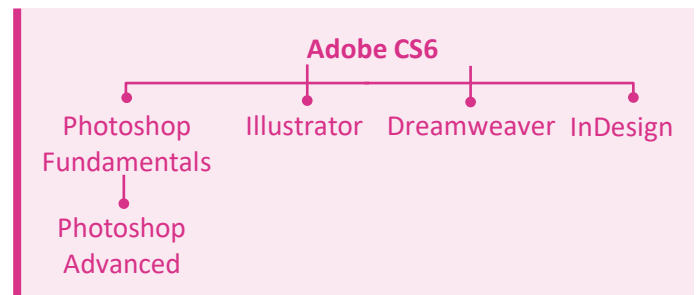 Adobe CS6
Photoshop Fundamentals
Illustrator
Dreamweaver
InDesign
Photoshop Advanced